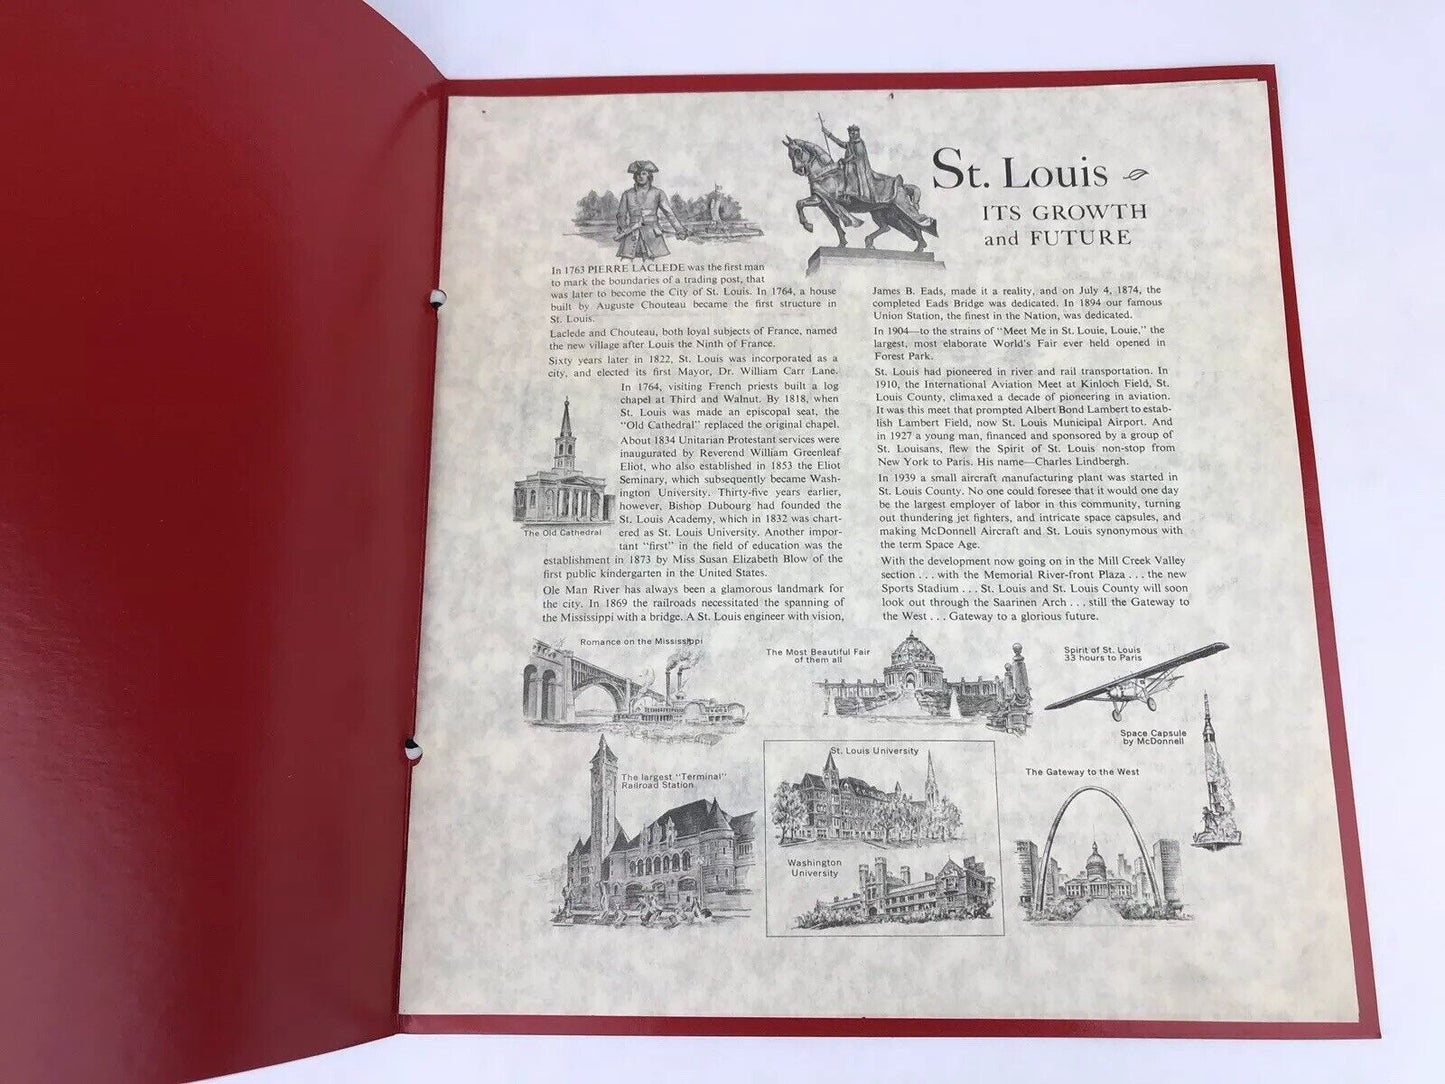 St. Louis
ITS GROWTH
and FUTURE
In 1763 PIERRE LACLEDE was the first man
to mark the boundaries of a trading post, that
was later to become the City of St. Louis. In 1764, a house
built by Auguste Chouteau became the first structure in
St. Louis.
Laclede and Chouteau, both loyal subjects of France, named
the new village after Louis the Ninth of France.
Sixty years later in 1822, St. Louis was incorporated as a
city, and elected its first Mayor, Dr. William Carr Lane.
In 1764, visiting French priests built a log
chapel at Third and Walnut. By 1818, when
St. Louis was made an episcopal seat, the
"Old Cathedral" replaced the original chapel.
About 1834 Unitarian Protestant services were
inaugurated by Reverend William Greenleaf
Eliot, who also established in 1853 the Eliot
Seminary, which subsequently became Wash-
ington University. Thirty-five years earlier,
however, Bishop Dubourg had founded the
St. Louis Academy, which in 1832 was chart-
ered as St. Louis University. Another impor-
tant "first" in the field of education was the
establishment in 1873 by Miss Susan Elizabeth Blow of the
first public kindergarten in the United States.
Ole Man River has always been a glamorous landmark for
the city. In 1869 the railroads necessitated the spanning of
the Mississippi with a bridge. A St. Louis engineer with vision,
The Old Cathedral
James B. Eads, made it a reality, and on July 4, 1874, the
completed Eads Bridge was dedicated. In 1894 our famous
Union Station, the finest in the Nation, was dedicated.
In 1904—to the strains of "Meet Me in St. Louie, Louie," the
largest, most elaborate World's Fair ever held opened in
Forest Park.
St. Louis had pioneered in river and rail transportation. In
1910, the International Aviation Meet at Kinloch Field, St.
Louis County, climaxed a decade of pioneering in aviation.
It was this meet that prompted Albert Bond Lambert to estab-
lish Lambert Field, now St. Louis Municipal Airport. And
in 1927 a young man, financed and sponsored by a group of
St. Louisans, flew the Spirit of St. Louis non-stop from
New York to Paris. His name—Charles Lindbergh.
In 1939 a small aircraft manufacturing plant was started in
St. Louis County. No one could foresee that it would one day
be the largest employer of labor in this community, turning
out thundering jet fighters, and intricate space capsules, and
making McDonnell Aircraft and St. Louis synonymous with
the term Space Age.
With the development now going on in the Mill Creek Valley
section . . . with the Memorial River-front Plaza . . . the new
Sports Stadium . . . St. Louis and St. Louis County will soon
look out through the Saarinen Arch . . . still the Gateway to
the West . . . Gateway to a glorious future.
Romance on the Mississippi
The Most Beautiful Fair
of them all
Spirit of St. Louis
33 hours to Paris
Space Capsule
by McDonnell
The largest "Terminal"
Railroad Station
St. Louis University
Washington
University
The Gateway to the West